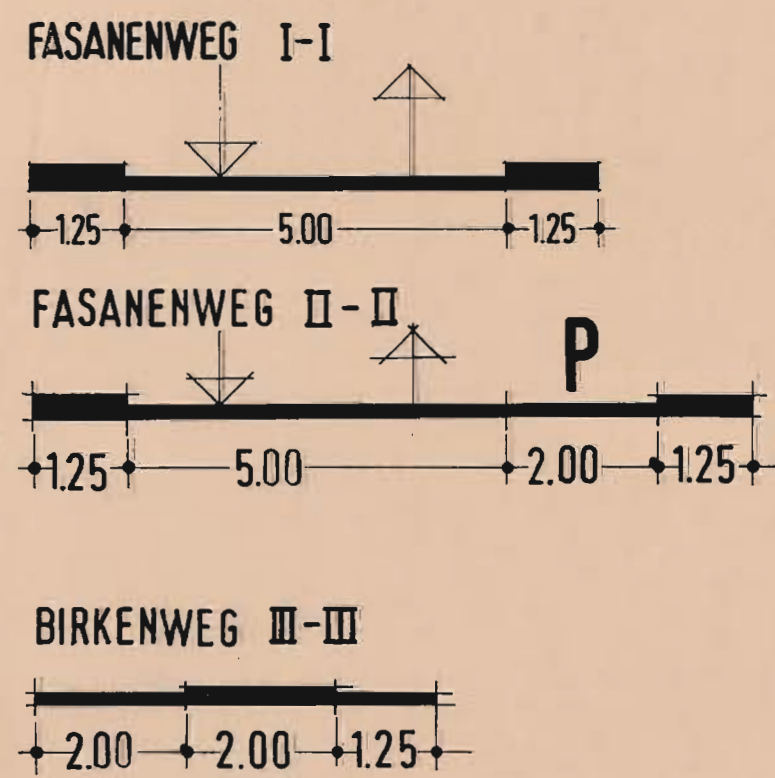 FASANENWEG I-I
1.25 5.00 1.25
FASANENWEG II-II
P
1.25 5.00 2.00 1.25
BIRKENWEG III-III
2.00 2.00 1.25